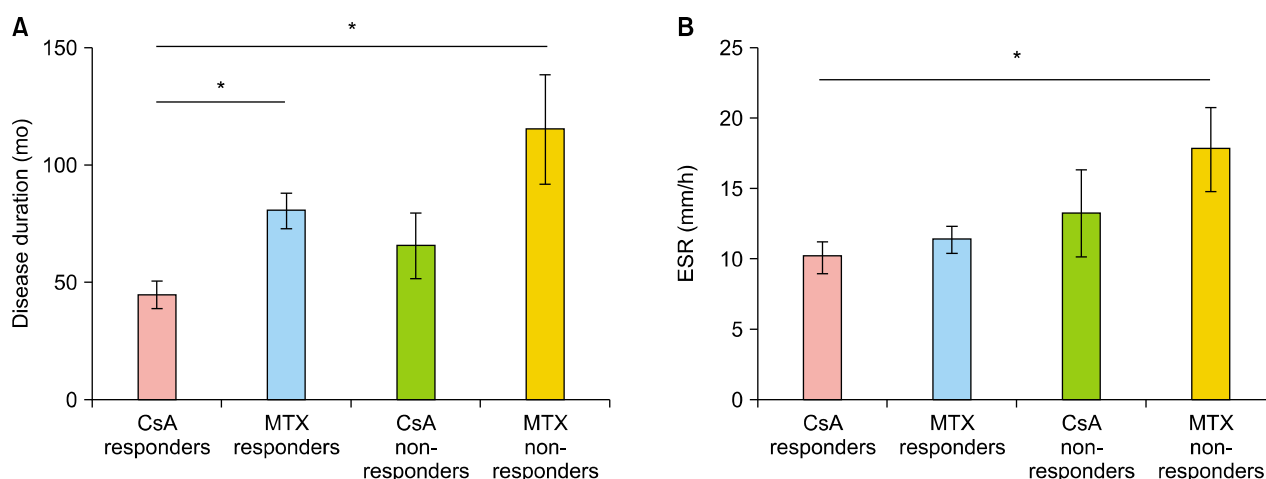 A
Disease duration (mo)
150
100
50
0
*
*
CsA
responders
MTX
responders
CsA
non-
responders
MTX
non-
responders
B
ESR (mm/h)
25
20
15
10
5
0
*
CsA
responders
MTX
responders
CsA
non-
responders
MTX
non-
responders